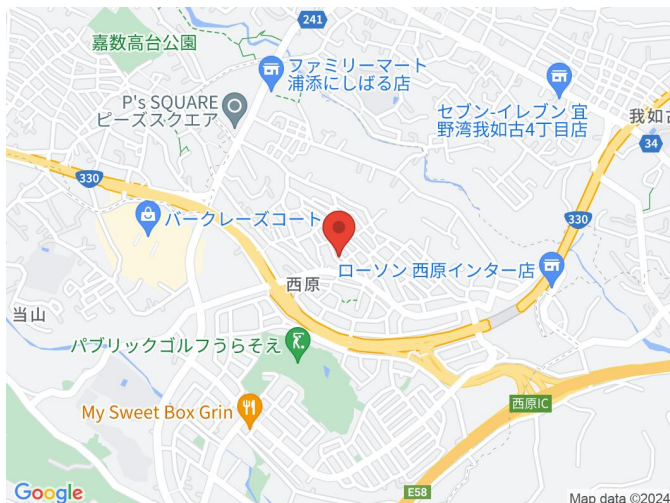 241
嘉数高台公園
ファミリーマート
浦添にしばる店
P's SQUARE
ピーズスクエア
セブン-イレブン 宜
野湾我如古4丁目店
我如古
34
330
バークレーズコート
330
ローソン 西原インター店
西原
当山
パブリックゴルフうらそえ
My Sweet Box Grin
西原IC
E58
Google
Map data ©2024